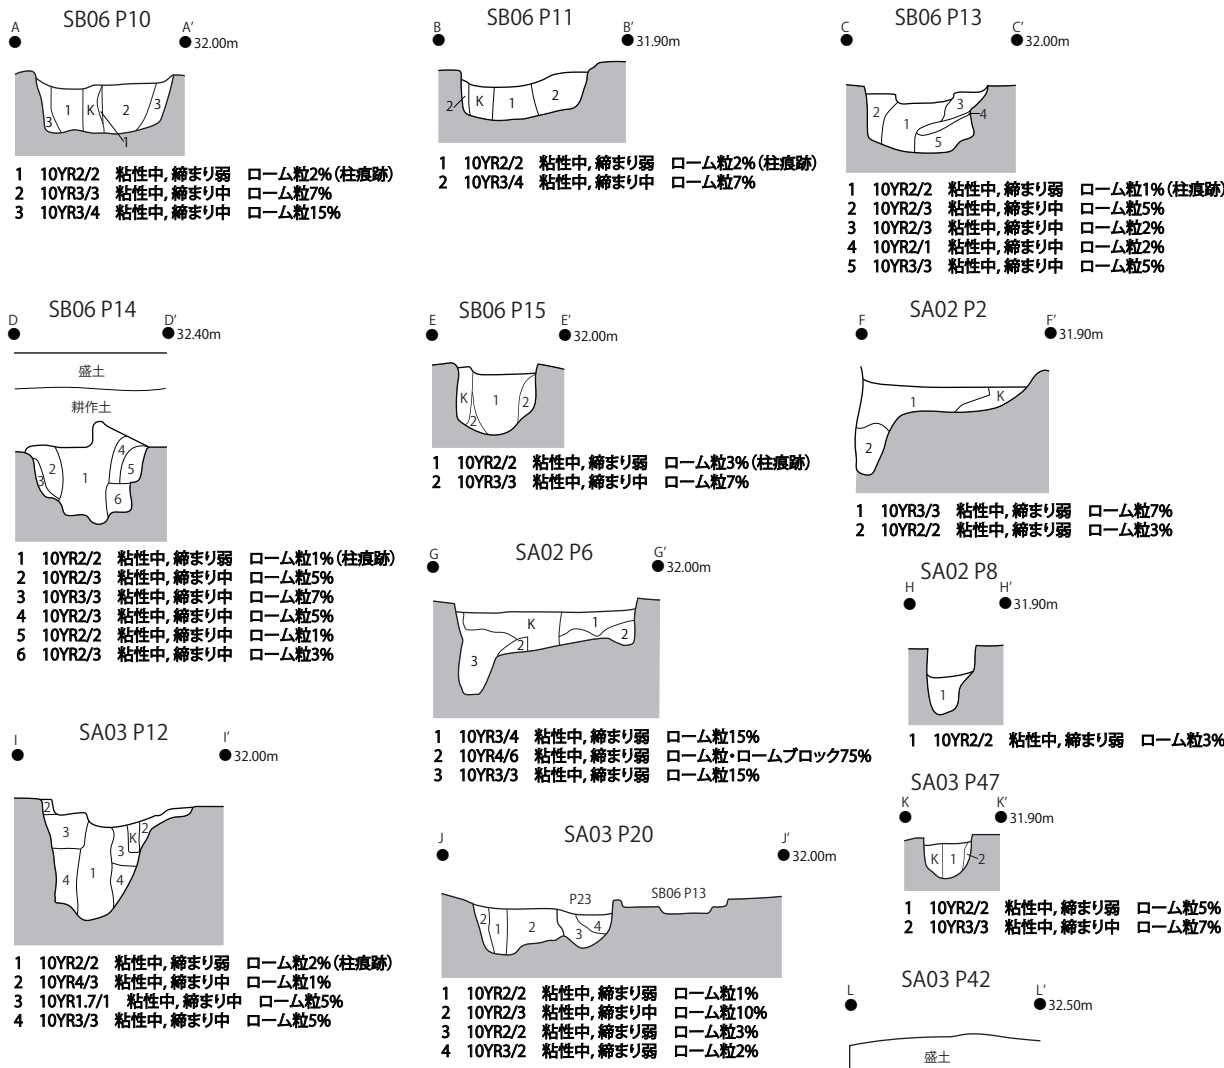 SB06 P10
A A′
32.00m
3 1 K 2 3
1
1 10YR2/2 粘性中,締まり弱 ローム粒2%(柱痕跡)
2 10YR3/3 粘性中,締まり中 ローム粒7%
3 10YR3/4 粘性中,締まり中 ローム粒15%
SB06 P11
B B′
31.90m
2 K 1 2
1 10YR2/2 粘性中,締まり弱 ローム粒2%(柱痕跡)
2 10YR3/4 粘性中,締まり中 ローム粒7%
SB06 P13
C C′
32.00m
2 1 3 4
5
1 10YR2/2 粘性中,締まり弱 ローム粒1%(柱痕跡)
2 10YR2/3 粘性中,締まり中 ローム粒5%
3 10YR2/3 粘性中,締まり中 ローム粒2%
4 10YR2/1 粘性中,締まり中 ローム粒2%
5 10YR3/3 粘性中,締まり中 ローム粒5%
SB06 P14
D D′
32.40m
盛土
耕作土
3 2 1 4 5
6
1 10YR2/2 粘性中,締まり弱 ローム粒1%(柱痕跡)
2 10YR2/3 粘性中,締まり中 ローム粒5%
3 10YR3/3 粘性中,締まり中 ローム粒7%
4 10YR2/3 粘性中,締まり中 ローム粒5%
5 10YR2/2 粘性中,締まり中 ローム粒1%
6 10YR2/3 粘性中,締まり中 ローム粒3%
SB06 P15
E E′
32.00m
K 1 2
2
1 10YR2/2 粘性中,締まり弱 ローム粒3%(柱痕跡)
2 10YR3/3 粘性中,締まり中 ローム粒7%
SA02 P2
F F′
31.90m
1 K
2
1 10YR3/3 粘性中,締まり弱 ローム粒7%
2 10YR2/2 粘性中,締まり弱 ローム粒3%
SA02 P6
G G′
32.00m
K 1
3 2 2
1 10YR3/4 粘性中,締まり弱 ローム粒15%
2 10YR4/6 粘性中,締まり弱 ローム粒・ロームブロック75%
3 10YR3/3 粘性中,締まり弱 ローム粒15%
SA02 P8
H H′
31.90m
1
1 10YR2/2 粘性中,締まり弱 ローム粒3%
SA03 P12
I I′
32.00m
2
3 3 K 2
4 1 4
1 10YR2/2 粘性中,締まり弱 ローム粒2%(柱痕跡)
2 10YR4/3 粘性中,締まり中 ローム粒1%
3 10YR1.7/1 粘性中,締まり中 ローム粒5%
4 10YR3/3 粘性中,締まり中 ローム粒5%
SA03 P20
J J′
32.00m
P23 SB06 P13
2 1 2 3 4
1 10YR2/2 粘性中,締まり弱 ローム粒1%
2 10YR2/3 粘性中,締まり中 ローム粒10%
3 10YR2/2 粘性中,締まり弱 ローム粒3%
4 10YR3/2 粘性中,締まり弱 ローム粒2%
SA03 P47
K K′
31.90m
K 1 2
1 10YR2/2 粘性中,締まり弱 ローム粒5%
2 10YR3/3 粘性中,締まり中 ローム粒7%
SA03 P42
L L′
32.50m
盛土